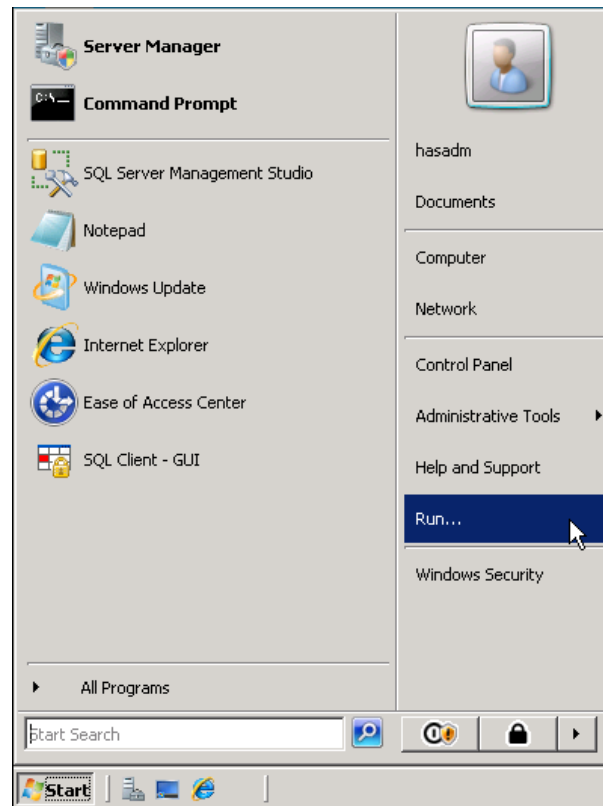 Server Manager
Command Prompt
SQL Server Management Studio
Notepad
Windows Update
Internet Explorer
Ease of Access Center
SQL Client - GUI
All Programs
Start Search
hasadm
Documents
Computer
Network
Control Panel
Administrative Tools
Help and Support
Run...
Windows Security
Start